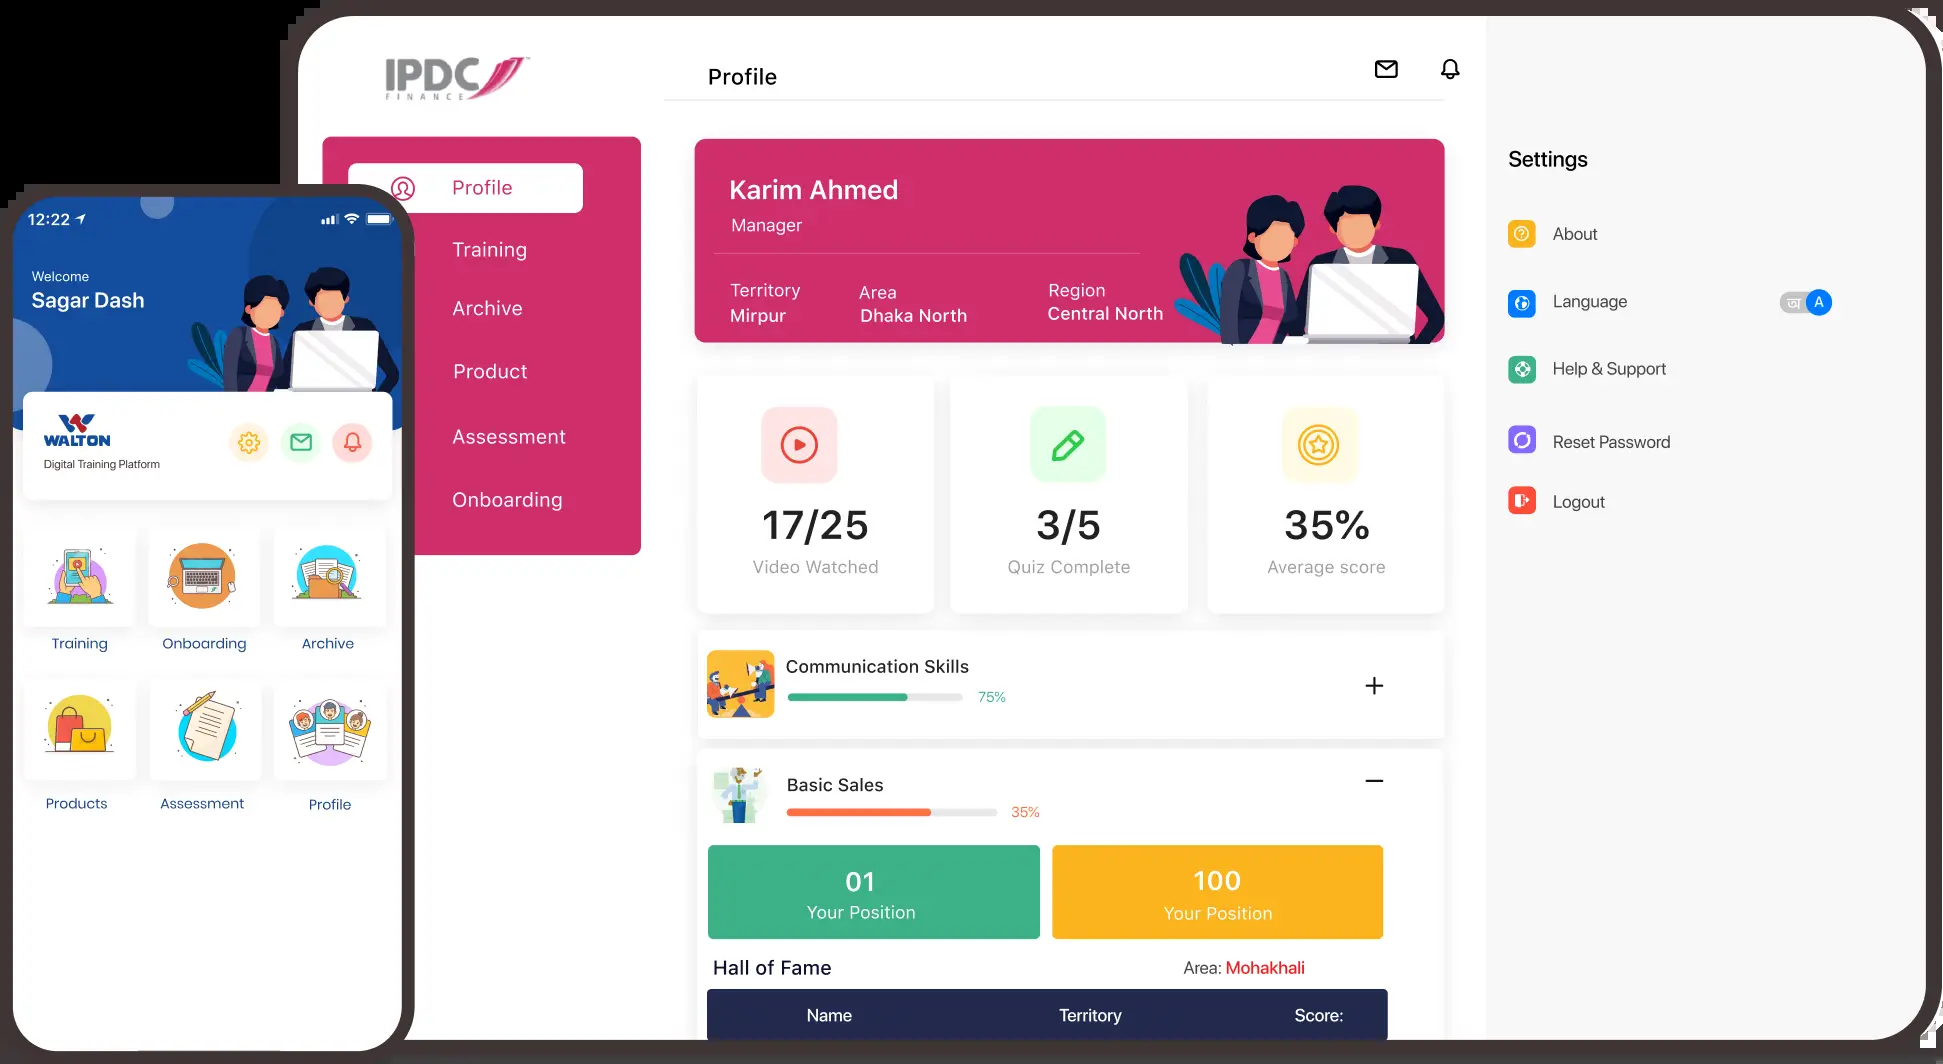 12:22
Welcome
Sagar Dash
WALTON
Digital Training Platform
Training
Onboarding
Archive
Products
Assessment
Profile
IPDC
FINANCE
Profile
Training
Archive
Product
Assessment
Onboarding
Profile
Karim Ahmed
Manager
Territory
Mirpur
Area
Dhaka North
Region
Central North
17/25
Video Watched
3/5
Quiz Complete
35%
Average score
Communication Skills
75%
Basic Sales
35%
01
Your Position
100
Your Position
Hall of Fame
Area: Mohakhali
Name Territory Score:
Settings
About
Language
অ A
Help & Support
Reset Password
Logout